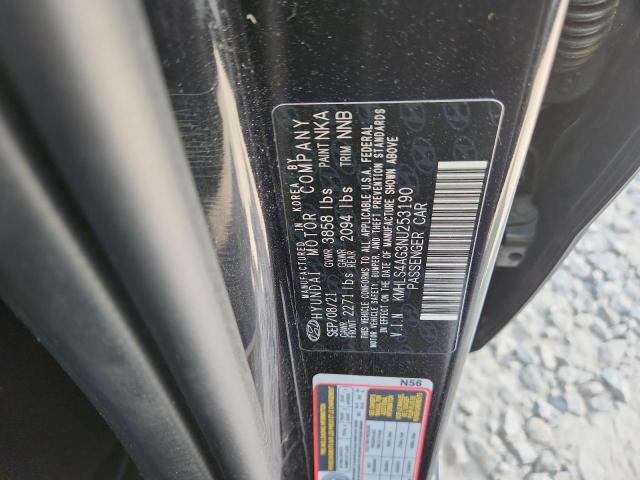 MANUFACTURED IN KOREA BY
HYUNDAI MOTOR COMPANY
SEP/08/21 GVWR 3858 lbs PAINT NKA
GAWR FRONT 2271lbs GAWR REAR 2094 lbs TRIM NNB
THIS VEHICLE CONFORMS TO ALL APPLICABLE U.S.A. FEDERAL
MOTOR VEHICLE SAFETY, BUMPER, AND THEFT PREVENTION STANDARDS
IN EFFECT ON THE DATE OF MANUFACTURE SHOWN ABOVE
V.I.N KMHLS4AG3NU253190
PASSENGER CAR
N56